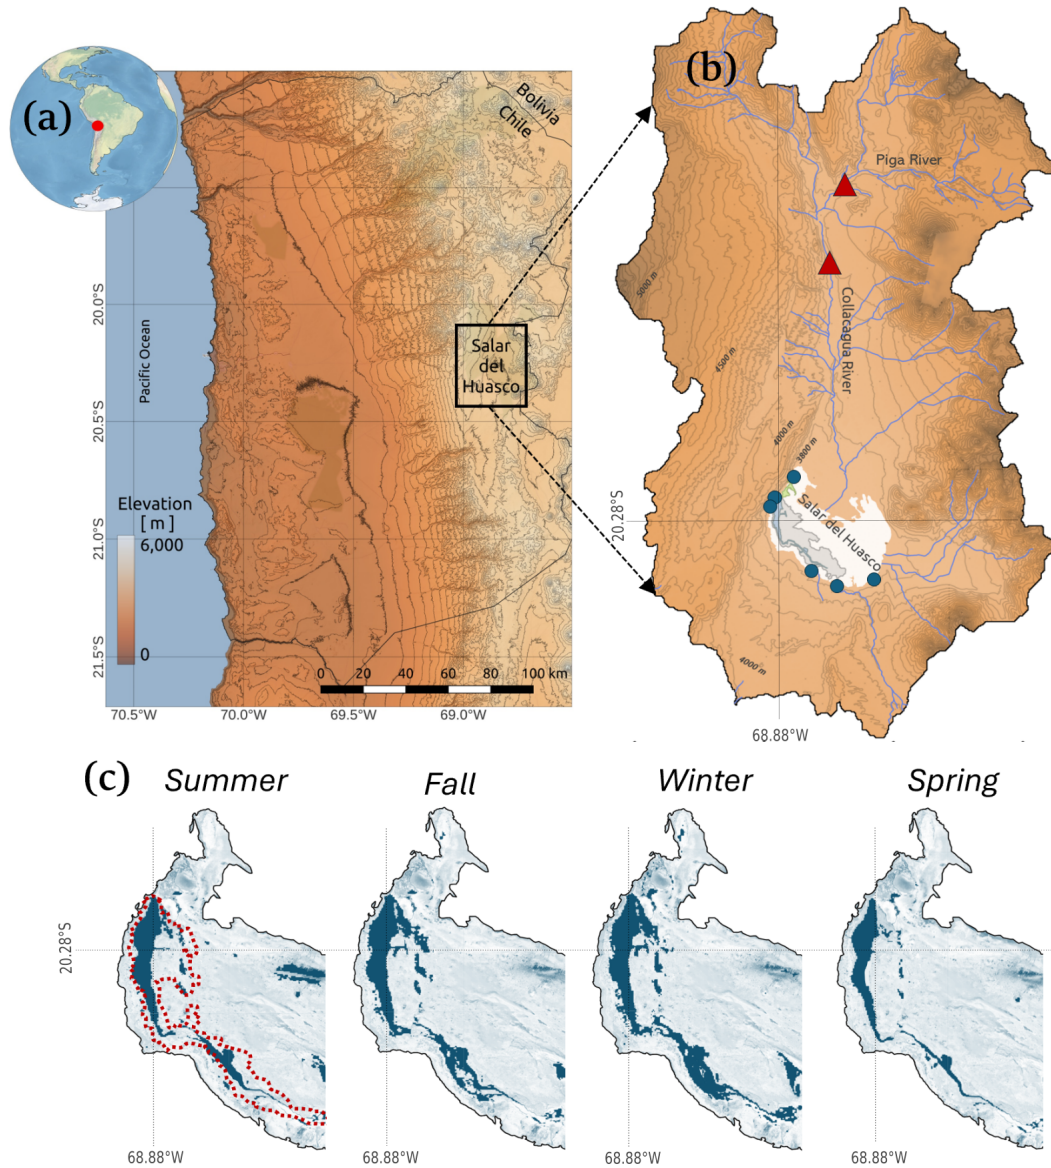 (a)
Bolivia
Chile
20.0°S
20.5°S
21.0°S
21.5°S
Pacific Ocean
Salar
del
Huasco
Elevation
[ m ]
6,000
0
0 20 40 60 80 100 km
70.5°W 70.0°W 69.5°W 69.0°W
(b)
Piga River
Collacagua River
5000 m
4500 m
4000 m
3800 m
Salar del Huasco
20.28°S
4000 m
68.88°W
(c)
Summer Fall Winter Spring
20.28°S
68.88°W 68.88°W 68.88°W 68.88°W